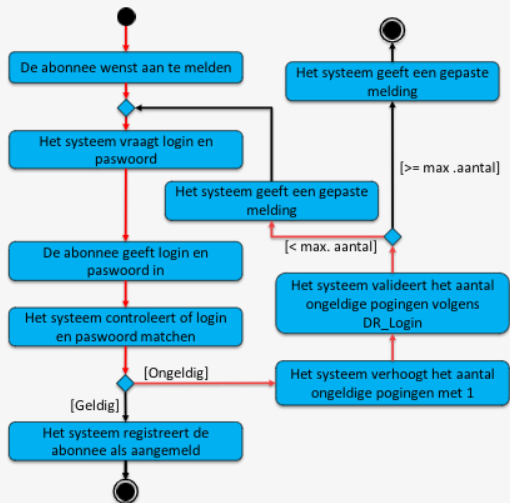 De abonnee wenst aan te melden
Het systeem vraagt login en
paswoord
De abonnee geeft login en
paswoord in
Het systeem controleert of login
en paswoord matchen
[Ongeldig]
[Geldig]
Het systeem registreert de
abonnee als aangemeld
Het systeem verhoogt het aantal
ongeldige pogingen met 1
Het systeem valideert het aantal
ongeldige pogingen volgens
DR_Login
[< max. aantal]
Het systeem geeft een gepaste
melding
[>= max .aantal]
Het systeem geeft een gepaste
melding